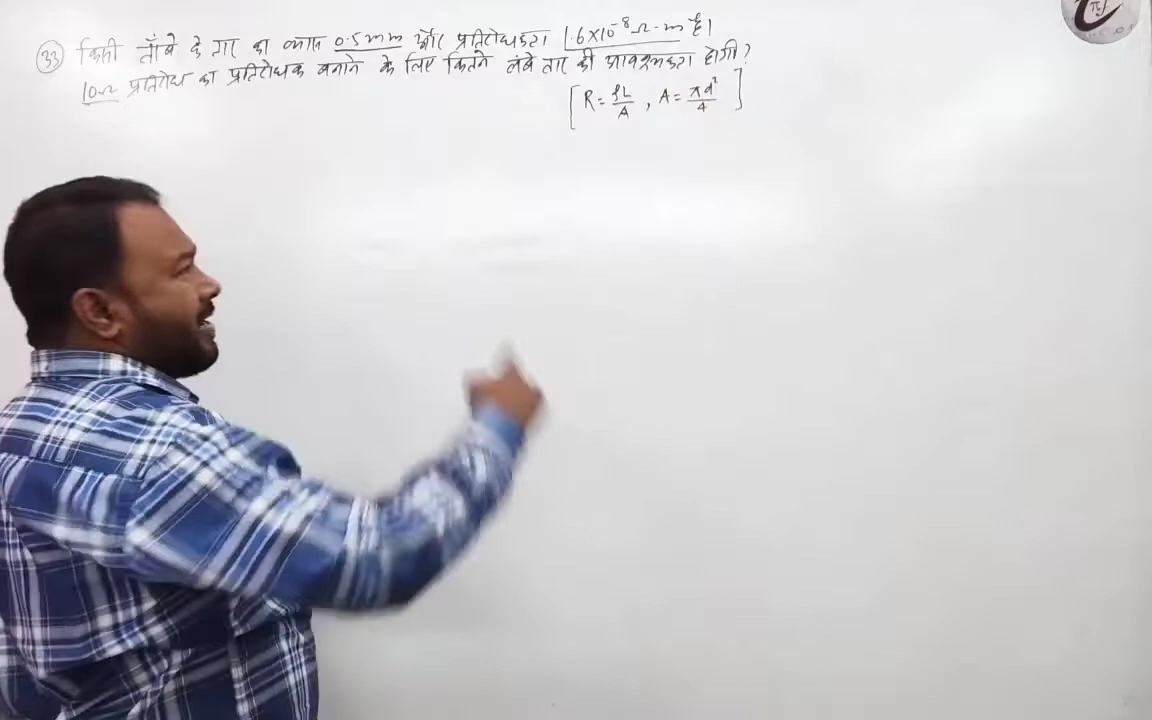 33 किसी ताँबे के तार का व्यास 0.5mm और प्रतिरोधकता 1.6×10⁻⁸ Ω-m है।
10Ω प्रतिरोध का प्रतिरोधक बनाने के लिए कितने लंबे तार की आवश्यकता होगी?
[R = ρL/A , A = πd²/4]